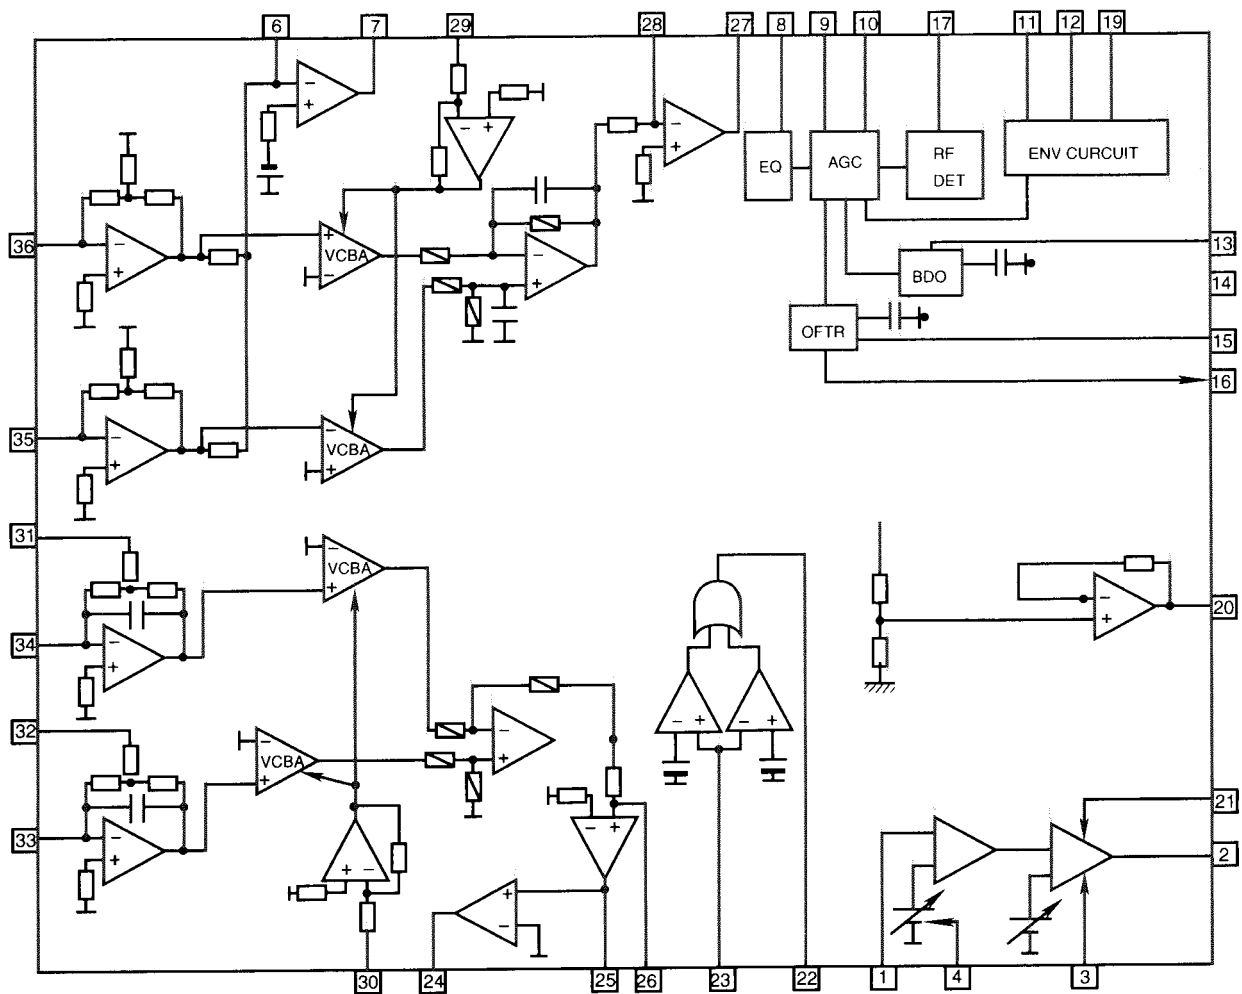 6 7 29 28 27 8 9 10 17 11 12 19
− +
− +
− +
EQ AGC RF DET ENV CURCUIT
36 − + + VCBA − − +
BDO 13
14
OFTR 15
16
35 − + − VCBA +
31
− VCBA +
34 − +
20 − +
32
− VCBA +
− +
− + − +
33 − +
− +
21
2
+ −
+ −
30 24 25 26 23 22 1 4 3